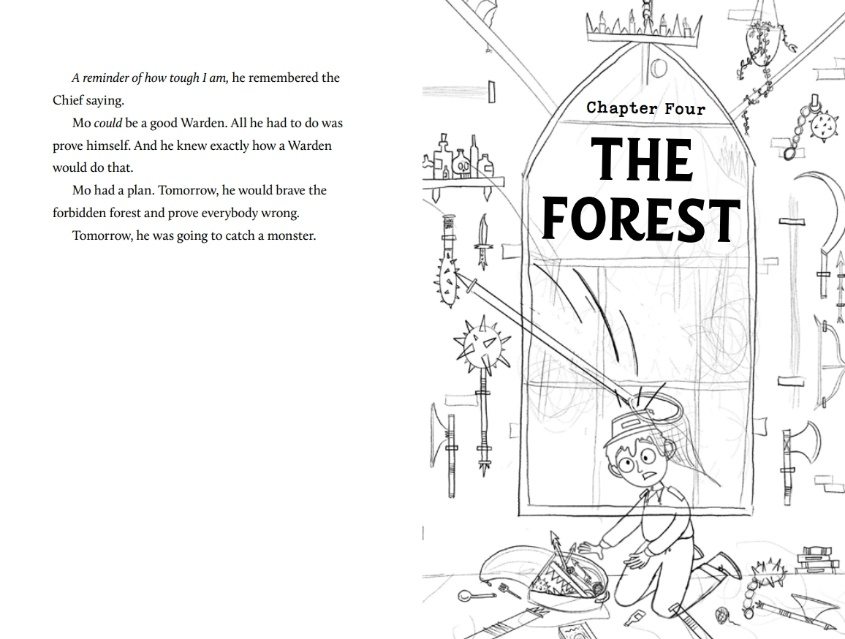 A reminder of how tough I am, he remembered the
Chief saying.
Mo could be a good Warden. All he had to do was
prove himself. And he knew exactly how a Warden
would do that.
Mo had a plan. Tomorrow, he would brave the
forbidden forest and prove everybody wrong.
Tomorrow, he was going to catch a monster.
Chapter Four
THE
FOREST